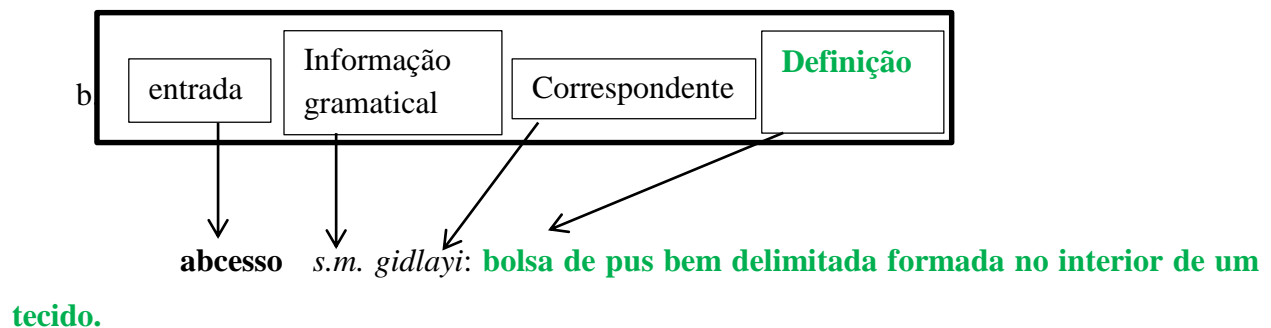 Informação
Definição
b entrada gramatical Correspondente
abcesso s.m. gidlayi: bolsa de pus bem delimitada formada no interior de um
tecido.